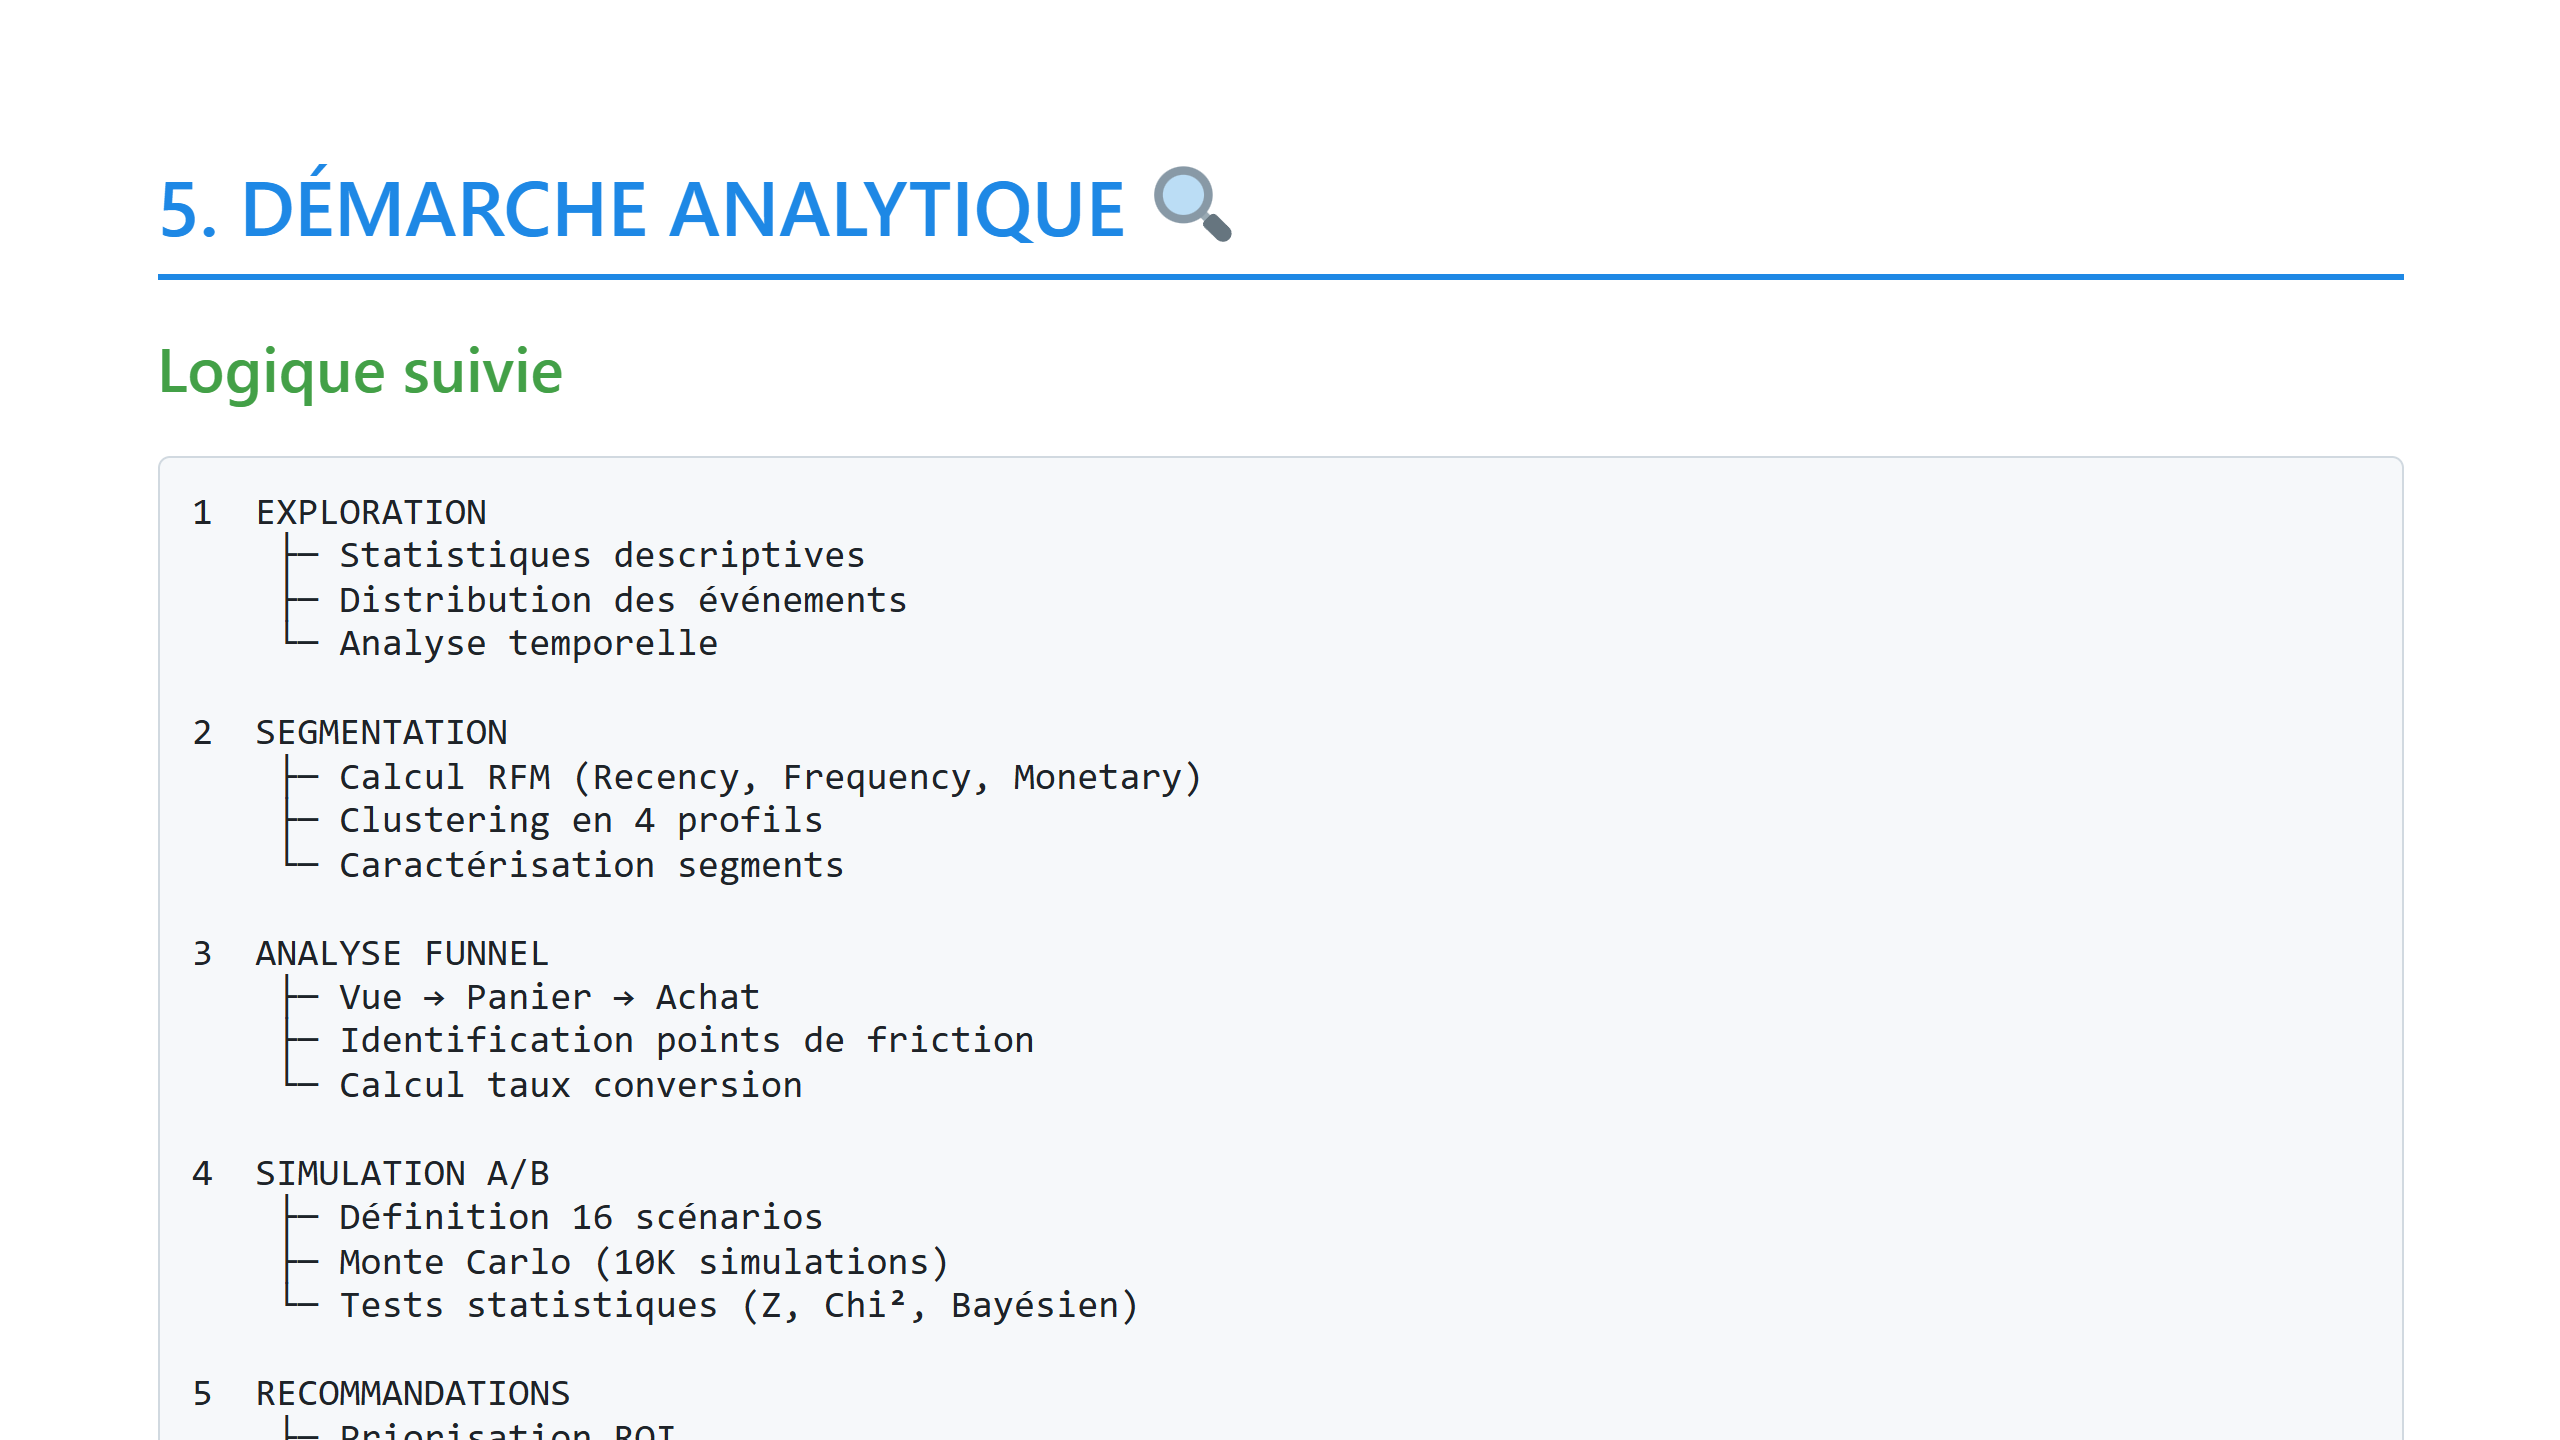 5. DÉMARCHE ANALYTIQUE 🔍
Logique suivie
1  EXPLORATION
├─ Statistiques descriptives
├─ Distribution des événements
└─ Analyse temporelle
2  SEGMENTATION
├─ Calcul RFM (Recency, Frequency, Monetary)
├─ Clustering en 4 profils
└─ Caractérisation segments
3  ANALYSE FUNNEL
├─ Vue → Panier → Achat
├─ Identification points de friction
└─ Calcul taux conversion
4  SIMULATION A/B
├─ Définition 16 scénarios
├─ Monte Carlo (10K simulations)
└─ Tests statistiques (Z, Chi², Bayésien)
5  RECOMMANDATIONS
├─ Priorisation ROI